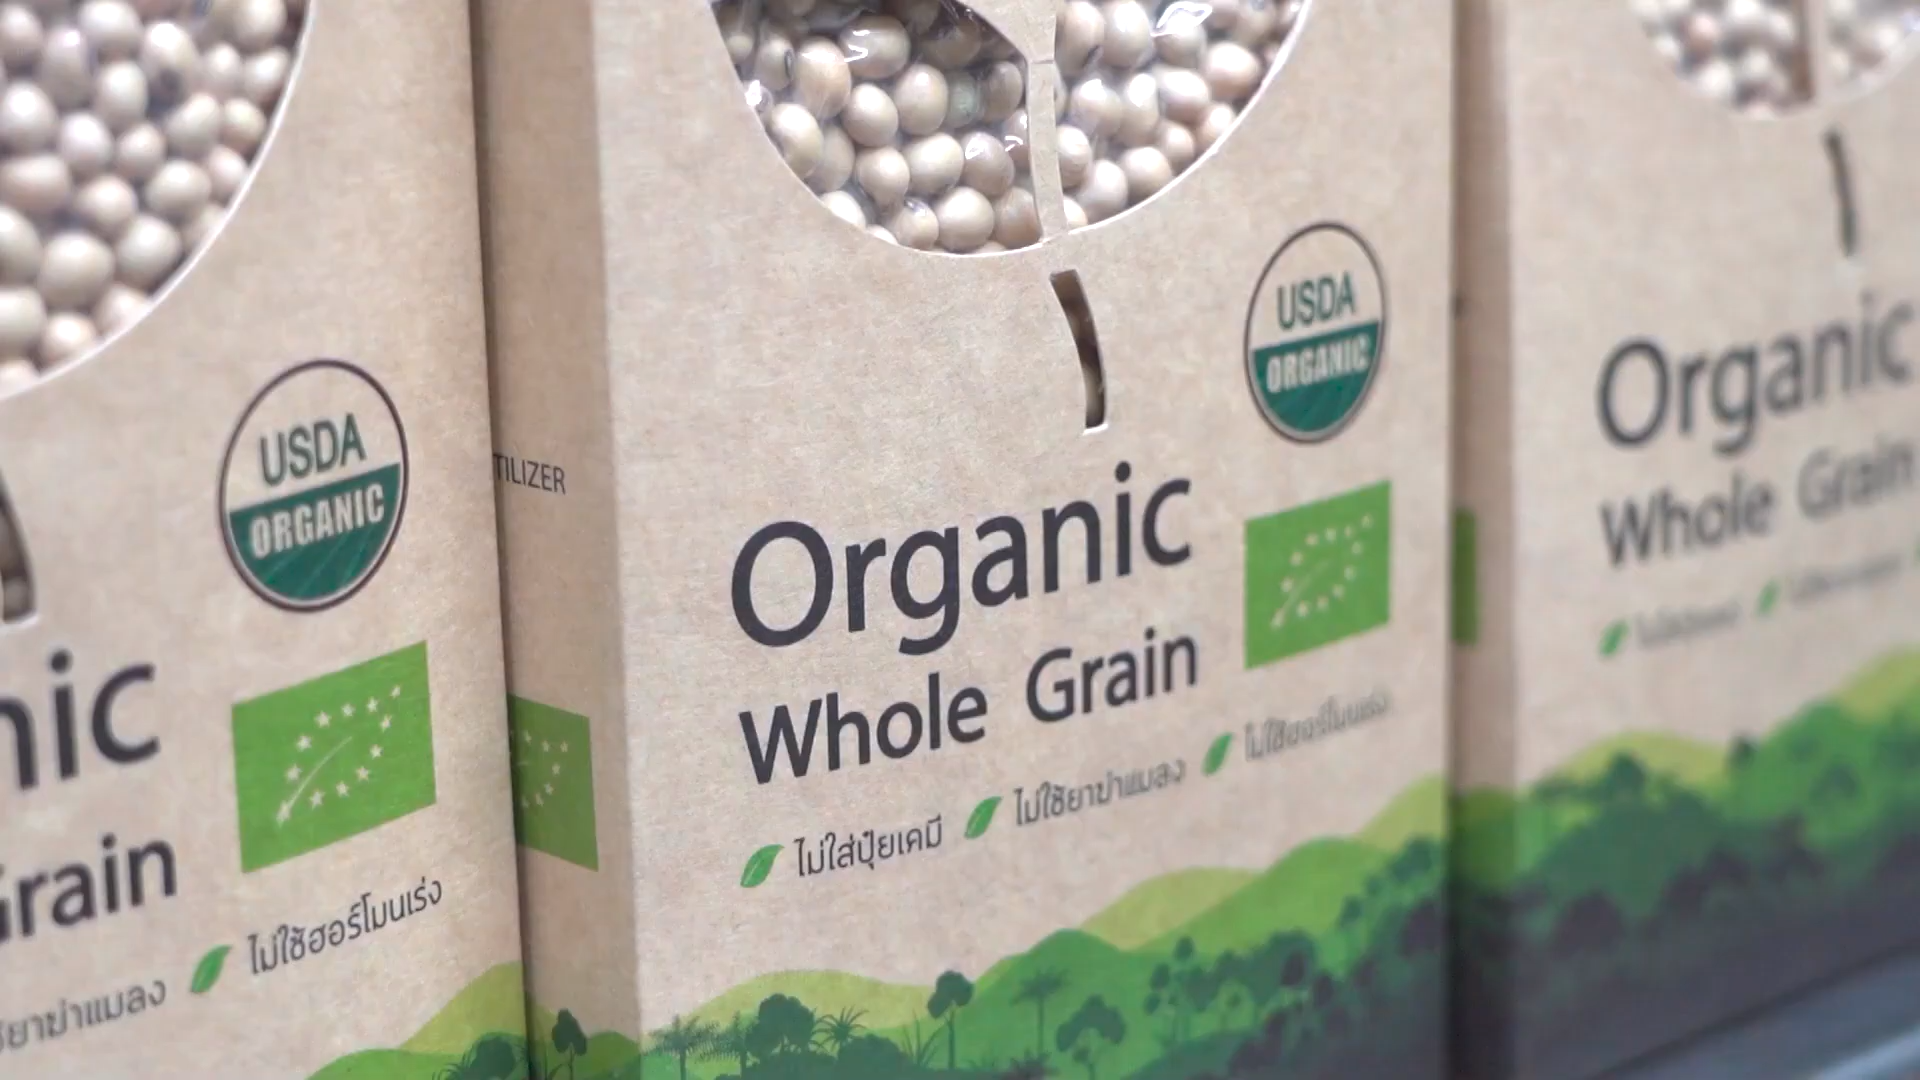 USDA
ORGANIC
nic
Grain
ไม่ใช้ฮอร์โมนเร่ง
ใช้ยาฆ่าแมลง
TILIZER
USDA
ORGANIC
Organic
Whole Grain
ไม่ใส่ปุ๋ยเคมี ไม่ใช้ยาฆ่าแมลง ไม่ใช้ฮอร์โมนเร่ง
Organic
Whole Grain